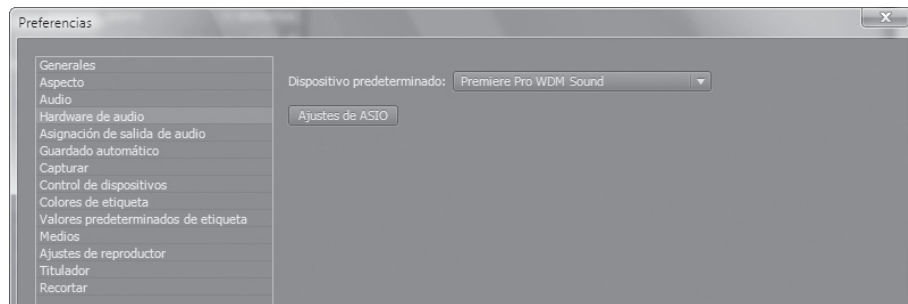 Preferencias
Generales
Aspecto
Audio
Hardware de audio
Asignación de salida de audio
Guardado automático
Capturar
Control de dispositivos
Colores de etiqueta
Valores predeterminados de etiqueta
Medios
Ajustes de reproductor
Titulador
Recortar
Dispositivo predeterminado: Premiere Pro WDM Sound
Ajustes de ASIO